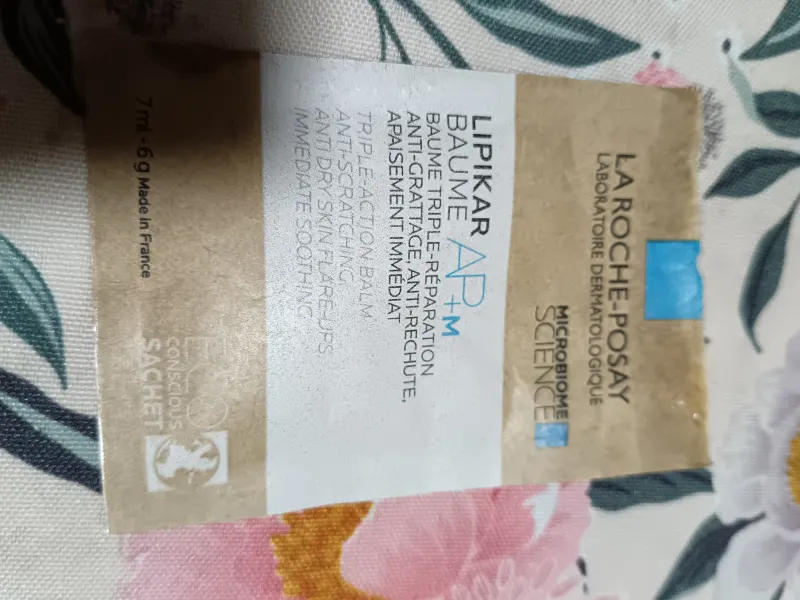 LA ROCHE-POSAY
LABORATOIRE DERMATOLOGIQUE
MICROBIOME
SCIENCE
LIPIKAR
BAUME AP+M
BAUME TRIPLE-RÉPARATION
ANTI-GRATTAGE, ANTI-RECHUTE,
APAISEMENT IMMÉDIAT
TRIPLE-ACTION BALM
ANTI-SCRATCHING,
ANTI DRY SKIN FLARE-UPS
IMMEDIATE SOOTHING
CONSCIOUS
SACHET
7 ml - 6 g Made in France